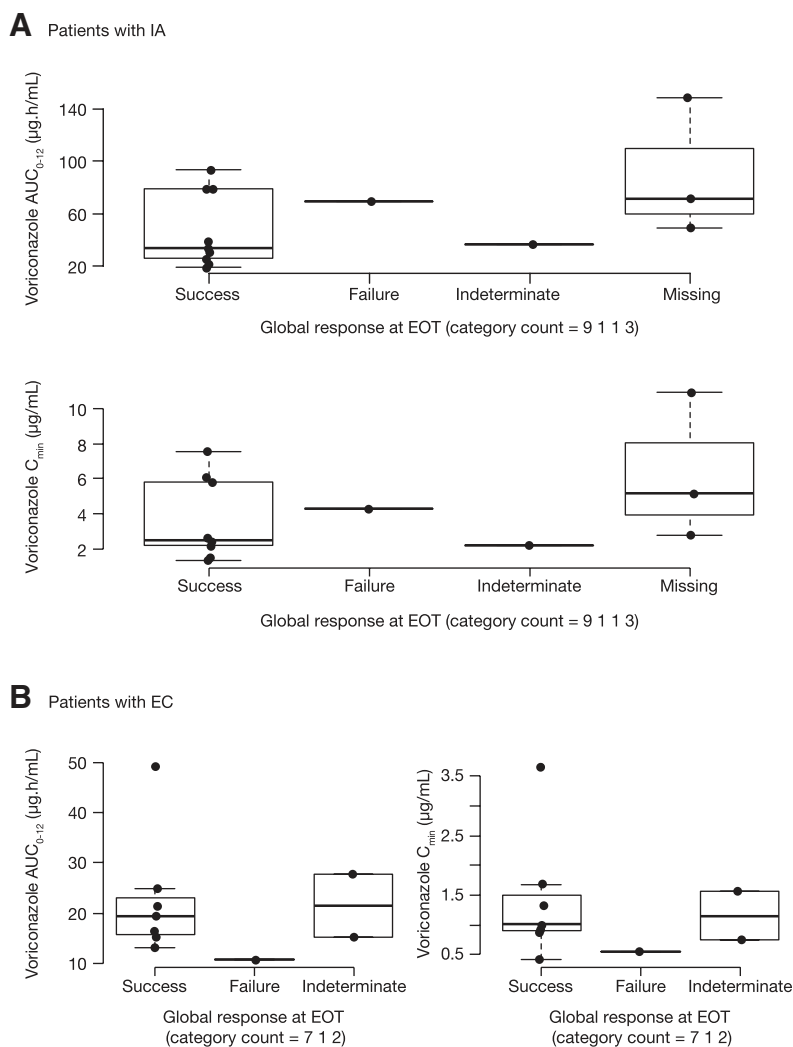 A Patients with IA
Voriconazole AUC0-12 (µg.h/mL)
140
100
60
20
Success Failure Indeterminate Missing
Global response at EOT (category count = 9 1 1 3)
Voriconazole Cmin (µg/mL)
10
8
6
4
2
Success Failure Indeterminate Missing
Global response at EOT (category count = 9 1 1 3)
B Patients with EC
Voriconazole AUC0-12 (µg.h/mL)
50
40
30
20
10
Success Failure Indeterminate
Global response at EOT
(category count = 7 1 2)
Voriconazole Cmin (µg/mL)
3.5
2.5
1.5
0.5
Success Failure Indeterminate
Global response at EOT
(category count = 7 1 2)